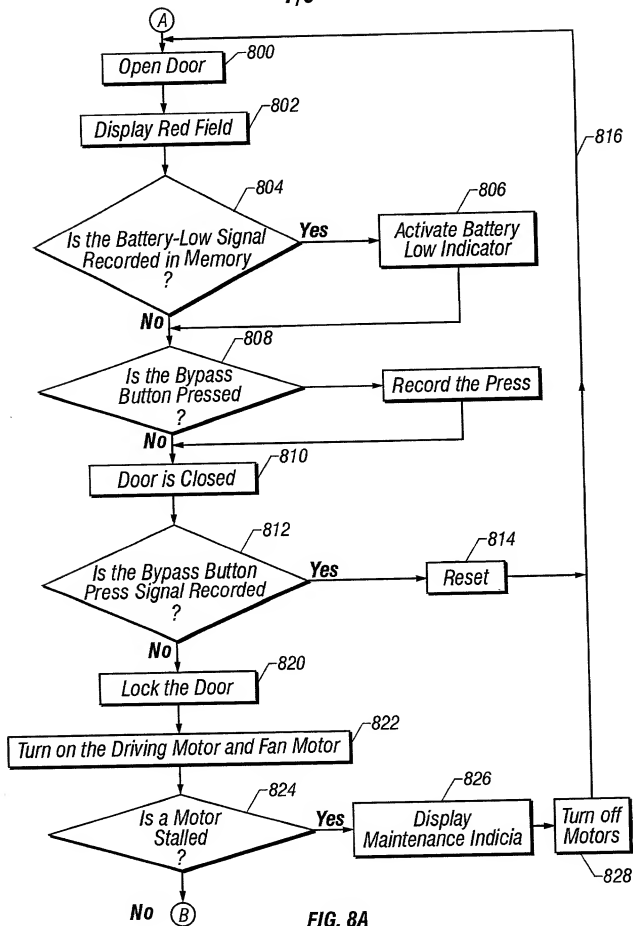 A
Open Door
800
Display Red Field
802
816
804
Is the Battery-Low Signal
Recorded in Memory
?
Yes
806
Activate Battery
Low Indicator
No
808
Is the Bypass
Button Pressed
?
Record the Press
No
810
Door is Closed
812
Is the Bypass Button
Press Signal Recorded
?
Yes
814
Reset
No
820
Lock the Door
822
Turn on the Driving Motor and Fan Motor
824
Is a Motor
Stalled
?
Yes
826
Display
Maintenance Indicia
Turn off
Motors
828
No
B
FIG. 8A